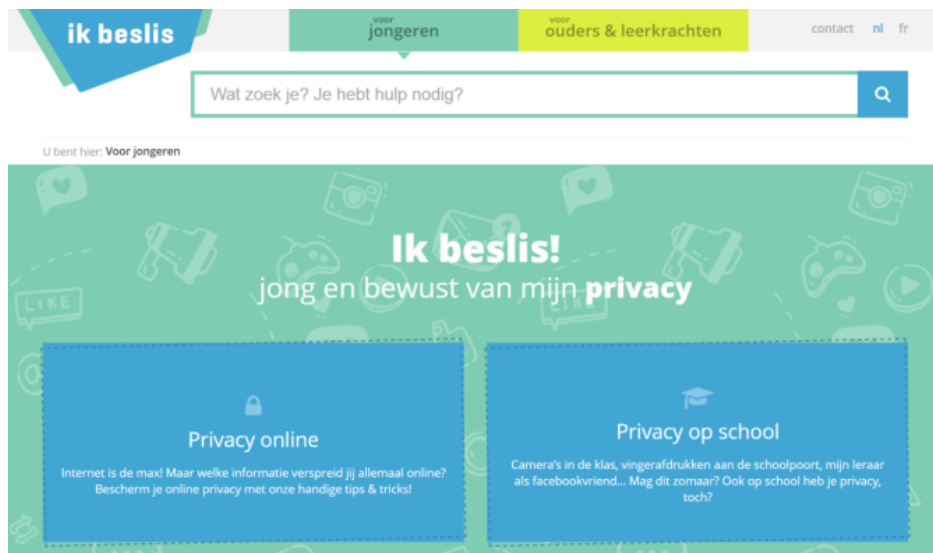 ik beslis
voor
jongeren
voor
ouders & leerkrachten
contact nl fr
Wat zoek je? Je hebt hulp nodig?
U bent hier: Voor jongeren
LIKE
LIKE
Ik beslis!
jong en bewust van mijn privacy
Privacy online
Internet is de max! Maar welke informatie verspreid jij allemaal online?
Bescherm je online privacy met onze handige tips & tricks!
Privacy op school
Camera's in de klas, vingerafdrukken aan de schoolpoort, mijn leraar
als facebookvriend... Mag dit zomaar? Ook op school heb je privacy,
toch?